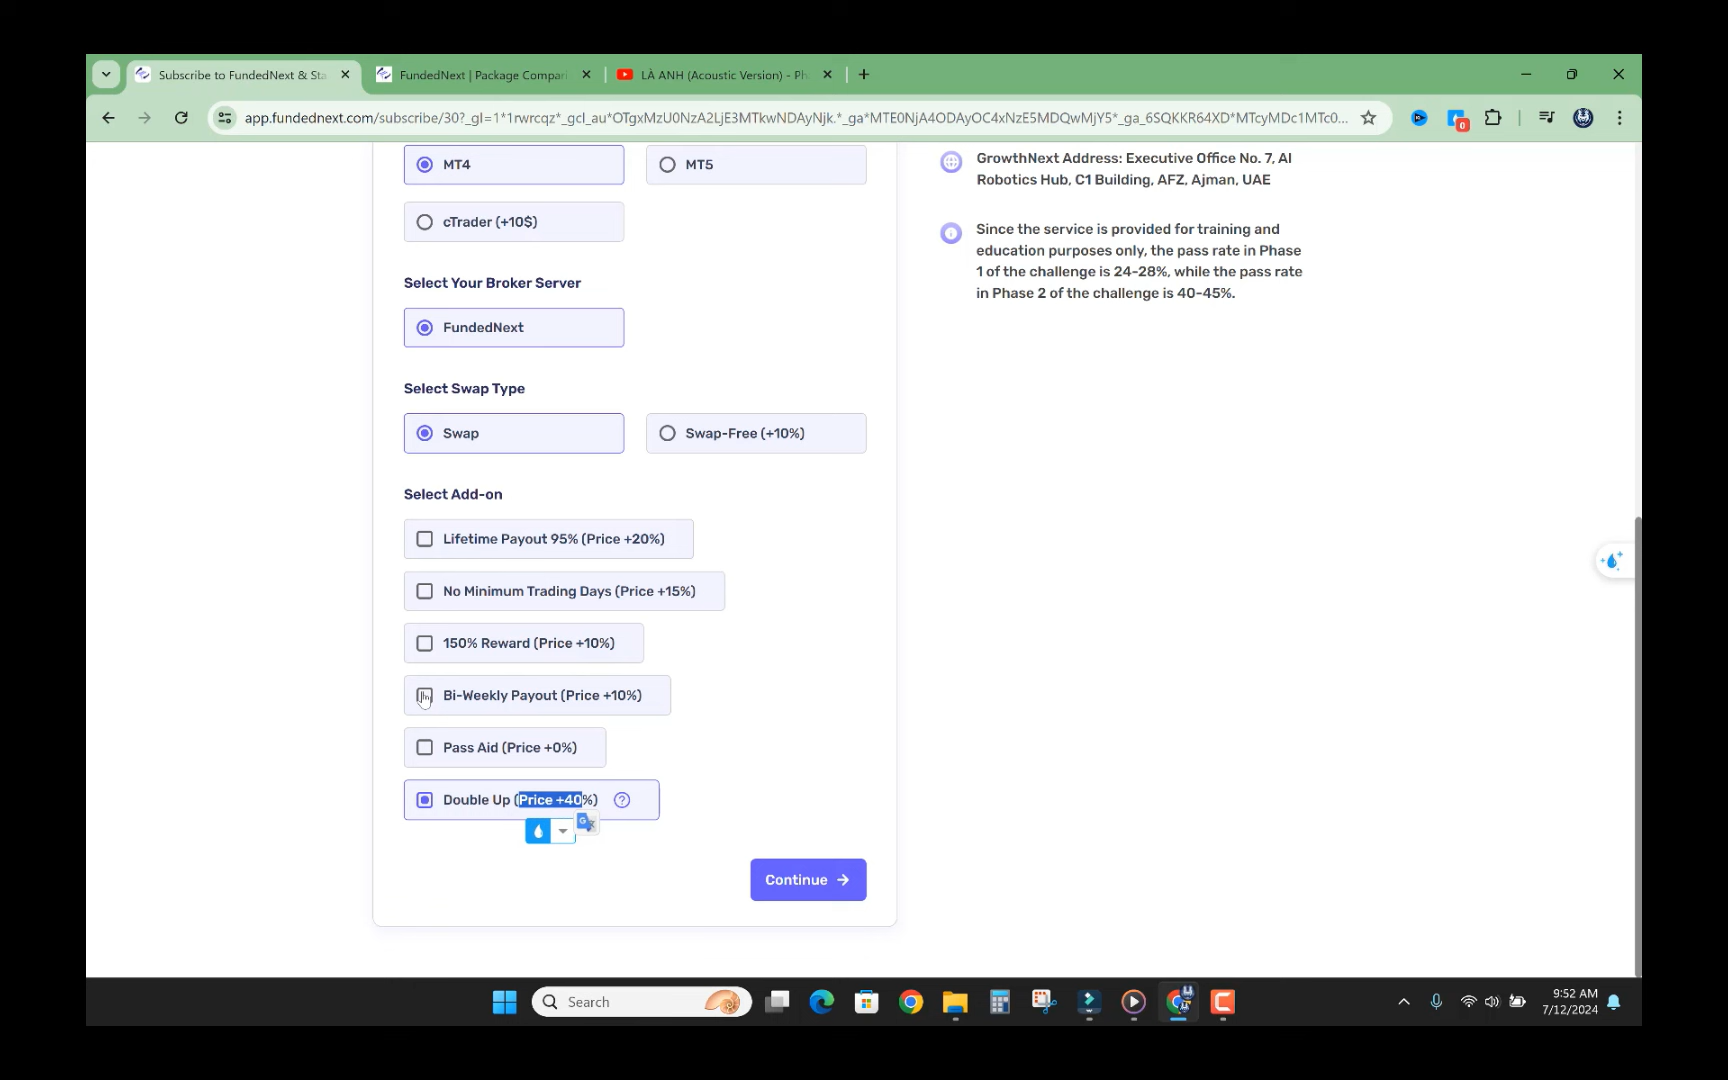 Subscribe to FundedNext & Sta
FundedNext | Package Compari
LÀ ANH (Acoustic Version) - Ph
app.fundednext.com/subscribe/30?_gl=1*1rwrcqz*_gcl_au*OTgxMzU0NzA2LjE3MTkwNDAyNjk.*_ga*MTE0NjA4ODAyOC4xNzE5MDQwMjY5*_ga_6SQKKR64XD*MTcyMDc1MTc0...
0
MT4
MT5
cTrader (+10$)
Select Your Broker Server
FundedNext
Select Swap Type
Swap
Swap-Free (+10%)
Select Add-on
Lifetime Payout 95% (Price +20%)
No Minimum Trading Days (Price +15%)
150% Reward (Price +10%)
Bi-Weekly Payout (Price +10%)
Pass Aid (Price +0%)
Double Up (Price +40%)
Continue
GrowthNext Address: Executive Office No. 7, AI
Robotics Hub, C1 Building, AFZ, Ajman, UAE
Since the service is provided for training and
education purposes only, the pass rate in Phase
1 of the challenge is 24-28%, while the pass rate
in Phase 2 of the challenge is 40-45%.
Search
9:52 AM
7/12/2024